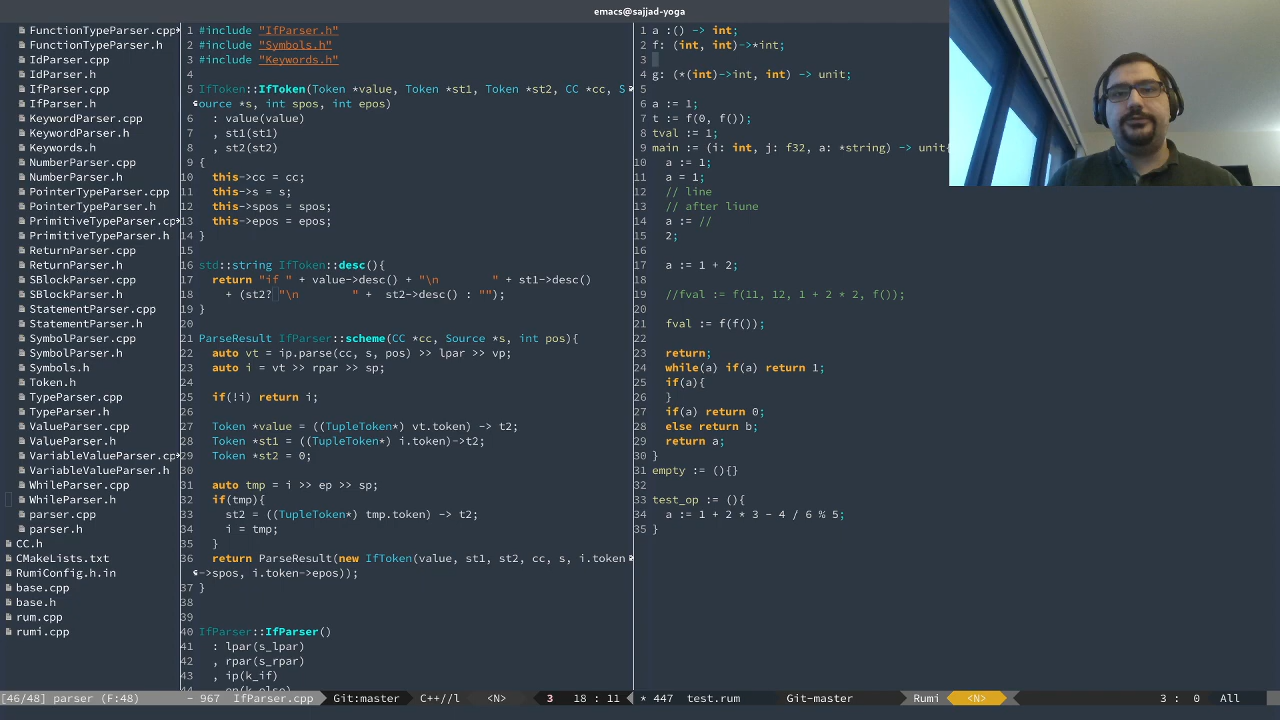 emacs@sajjad-yoga
FunctionTypeParser.cpp
FunctionTypeParser.h
IdParser.cpp
IdParser.h
IfParser.cpp
IfParser.h
KeywordParser.cpp
KeywordParser.h
Keywords.h
NumberParser.cpp
NumberParser.h
PointerTypeParser.cpp
PointerTypeParser.h
PrimitiveTypeParser.cp
PrimitiveTypeParser.h
ReturnParser.cpp
ReturnParser.h
SBlockParser.cpp
SBlockParser.h
StatementParser.cpp
StatementParser.h
SymbolParser.cpp
SymbolParser.h
Symbols.h
Token.h
TypeParser.cpp
TypeParser.h
ValueParser.cpp
ValueParser.h
VariableValueParser.cp
VariableValueParser.h
WhileParser.cpp
WhileParser.h
parser.cpp
parser.h
CC.h
CMakeLists.txt
RumiConfig.h.in
base.cpp
base.h
rum.cpp
rumi.cpp
1 #include "IfParser.h"
2 #include "Symbols.h"
3 #include "Keywords.h"
4
5 IfToken::IfToken(Token *value, Token *st1, Token *st2, CC *cc, S
ource *s, int spos, int epos)
6   : value(value)
7   , st1(st1)
8   , st2(st2)
9 {
10   this->cc = cc;
11   this->s = s;
12   this->spos = spos;
13   this->epos = epos;
14 }
15
16 std::string IfToken::desc(){
17   return "if " + value->desc() + "\n        " + st1->desc()
18     + (st2? "\n        " +  st2->desc() : "");
19 }
20
21 ParseResult IfParser::scheme(CC *cc, Source *s, int pos){
22   auto vt = ip.parse(cc, s, pos) >> lpar >> vp;
23   auto i = vt >> rpar >> sp;
24
25   if(!i) return i;
26
27   Token *value = ((TupleToken*) vt.token) -> t2;
28   Token *st1 = ((TupleToken*) i.token)->t2;
29   Token *st2 = 0;
30
31   auto tmp = i >> ep >> sp;
32   if(tmp){
33     st2 = ((TupleToken*) tmp.token) -> t2;
34     i = tmp;
35   }
36   return ParseResult(new IfToken(value, st1, st2, cc, s, i.token
->spos, i.token->epos));
37 }
38
39
40 IfParser::IfParser()
41   : lpar(s_lpar)
42   , rpar(s_rpar)
43   , ip(k_if)
44   , ep(k_else)
1 a :() -> int;
2 f: (int, int)->*int;
3
4 g: (*(int)->int, int) -> unit;
5
6 a := 1;
7 t := f(0, f());
8 tval := 1;
9 main := (i: int, j: f32, a: *string) -> unit{
10   a := 1;
11   a = 1;
12   // line
13   // after liune
14   a := //
15   2;
16
17   a := 1 + 2;
18
19   //fval := f(11, 12, 1 + 2 * 2, f());
20
21   fval := f(f());
22
23   return;
24   while(a) if(a) return 1;
25   if(a){
26   }
27   if(a) return 0;
28   else return b;
29   return a;
30 }
31 empty := (){}
32
33 test_op := (){
34   a := 1 + 2 * 3 - 4 / 6 % 5;
35 }
[46/48] parser (F:48) - 967 IfParser.cpp Git:master C++//l <N> 3 18 : 11 * 447 test.rum Git-master Rumi <N> 3 : 0 All